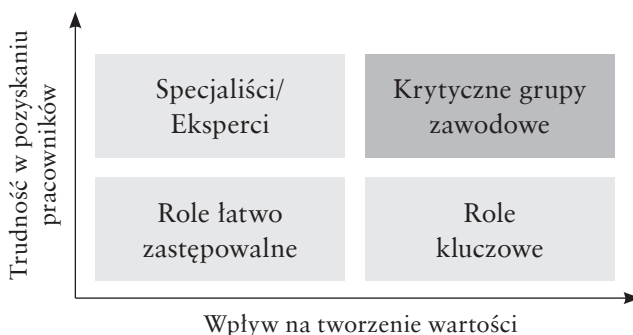 Trudność w pozyskaniu
pracowników
Specjaliści/
Eksperci
Krytyczne grupy
zawodowe
Role łatwo
zastępowalne
Role
kluczowe
Wpływ na tworzenie wartości